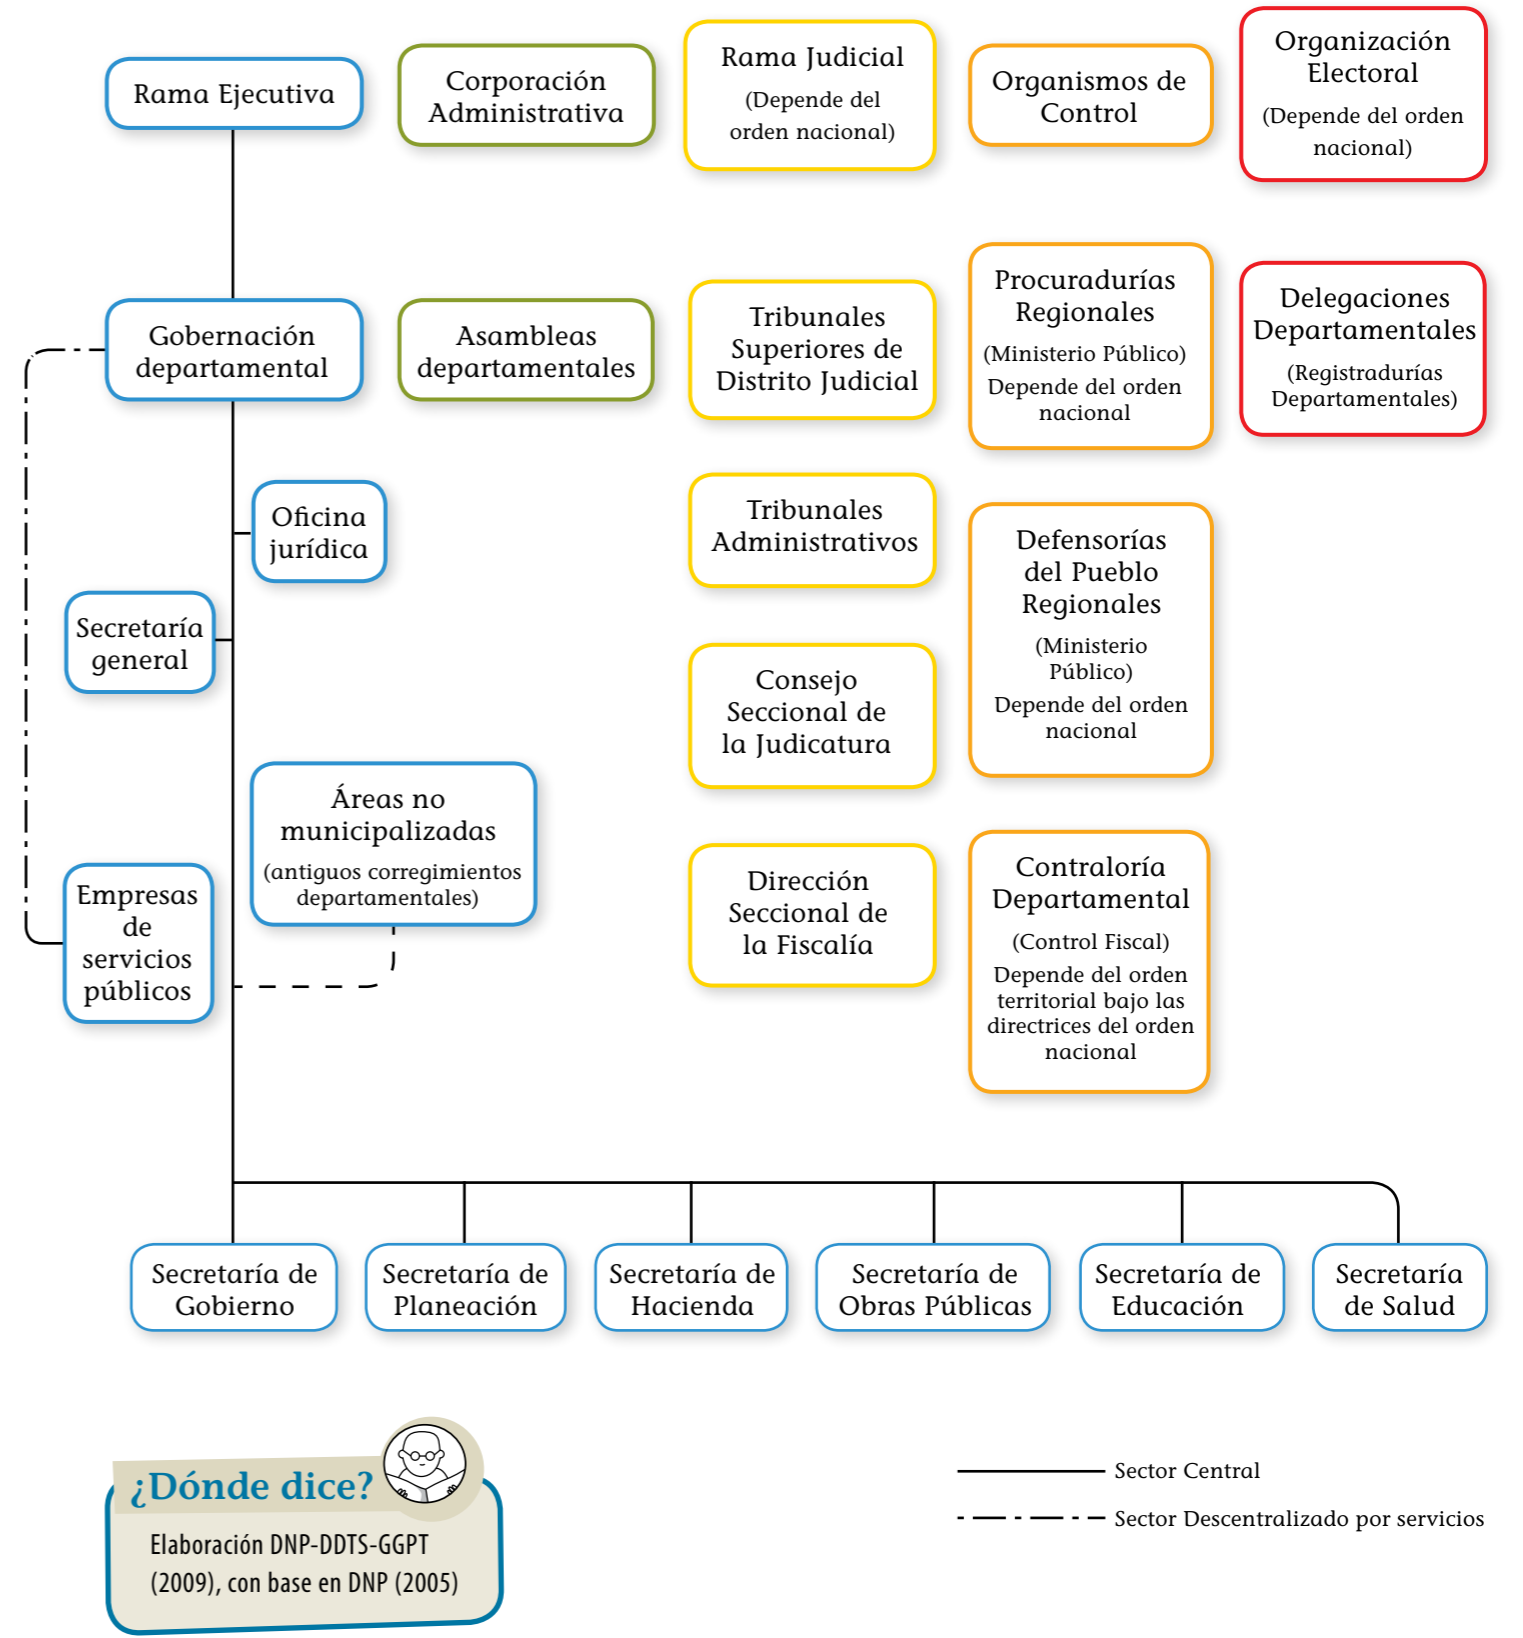 Rama Ejecutiva
Corporación
Administrativa
Rama Judicial
(Depende del
orden nacional)
Organismos de
Control
Organización
Electoral
(Depende del orden
nacional)
Gobernación
departamental
Asambleas
departamentales
Tribunales
Superiores de
Distrito Judicial
Procuradurías
Regionales
(Ministerio Público)
Depende del orden
nacional
Delegaciones
Departamentales
(Registradurías
Departamentales)
Oficina
jurídica
Tribunales
Administrativos
Defensorías
del Pueblo
Regionales
(Ministerio
Público)
Depende del orden
nacional
Secretaría
general
Consejo
Seccional de
la Judicatura
Áreas no
municipalizadas
(antiguos corregimientos
departamentales)
Empresas
de
servicios
públicos
Dirección
Seccional de
la Fiscalía
Contraloría
Departamental
(Control Fiscal)
Depende del orden
territorial bajo las
directrices del orden
nacional
Secretaría de
Gobierno
Secretaría de
Planeación
Secretaría de
Hacienda
Secretaría de
Obras Públicas
Secretaría de
Educación
Secretaría
de Salud
¿Dónde dice?
Elaboración DNP-DDTS-GGPT
(2009), con base en DNP (2005)
Sector Central
Sector Descentralizado por servicios